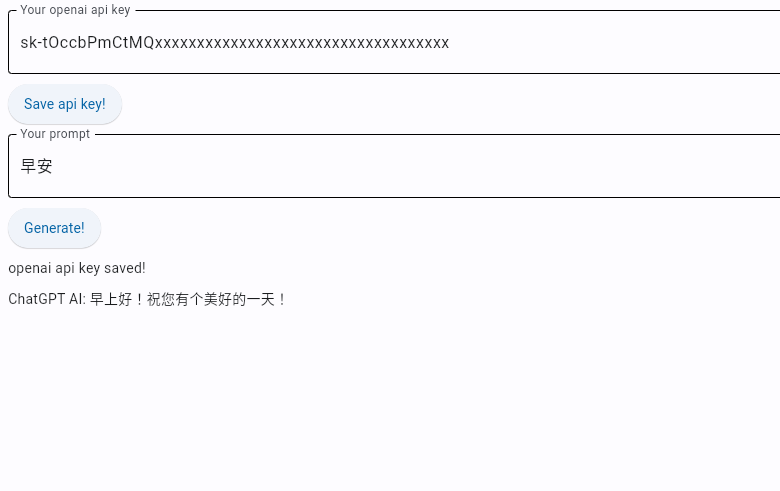 Your openai api key
sk-tOccbPmCtMQxxxxxxxxxxxxxxxxxxxxxxxxxxxxxxxxxxx
Save api key!
Your prompt
早安
Generate!
openai api key saved!
ChatGPT AI: 早上好！祝您有个美好的一天！